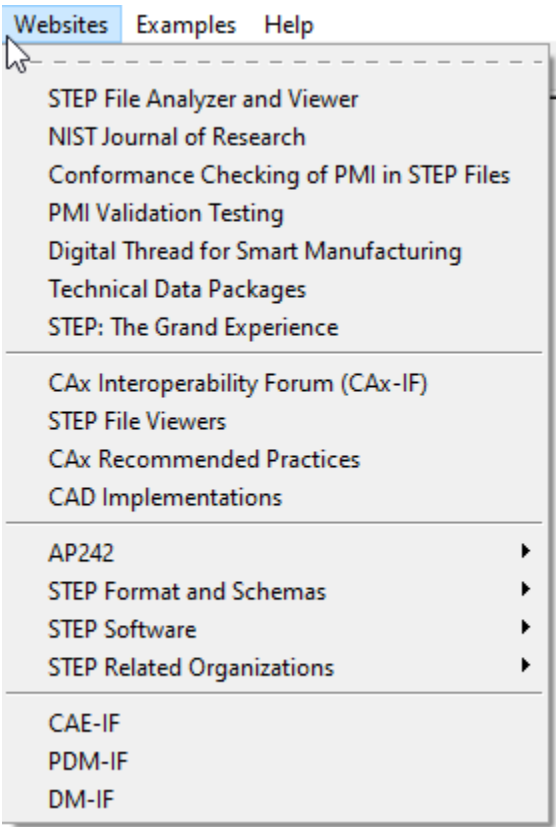 Websites Examples Help
STEP File Analyzer and Viewer
NIST Journal of Research
Conformance Checking of PMI in STEP Files
PMI Validation Testing
Digital Thread for Smart Manufacturing
Technical Data Packages
STEP: The Grand Experience
CAx Interoperability Forum (CAx-IF)
STEP File Viewers
CAx Recommended Practices
CAD Implementations
AP242
STEP Format and Schemas
STEP Software
STEP Related Organizations
CAE-IF
PDM-IF
DM-IF